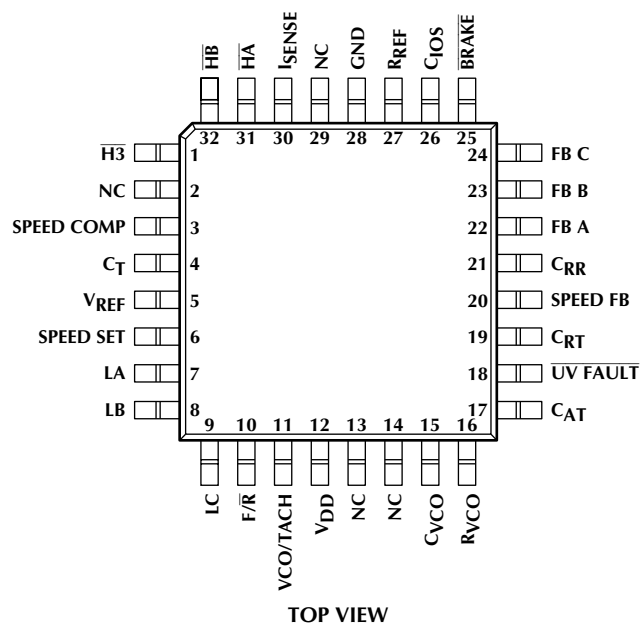 HB
HA
ISENSE
NC
GND
RREF
CIOS
BRAKE
32 31 30 29 28 27 26 25
H3 1
NC 2
SPEED COMP 3
CT 4
VREF 5
SPEED SET 6
LA 7
LB 8
24 FB C
23 FB B
22 FB A
21 CRR
20 SPEED FB
19 CRT
18 UV FAULT
17 CAT
9 10 11 12 13 14 15 16
LC
F/R
VCO/TACH
VDD
NC
NC
CVCO
RVCO
TOP VIEW